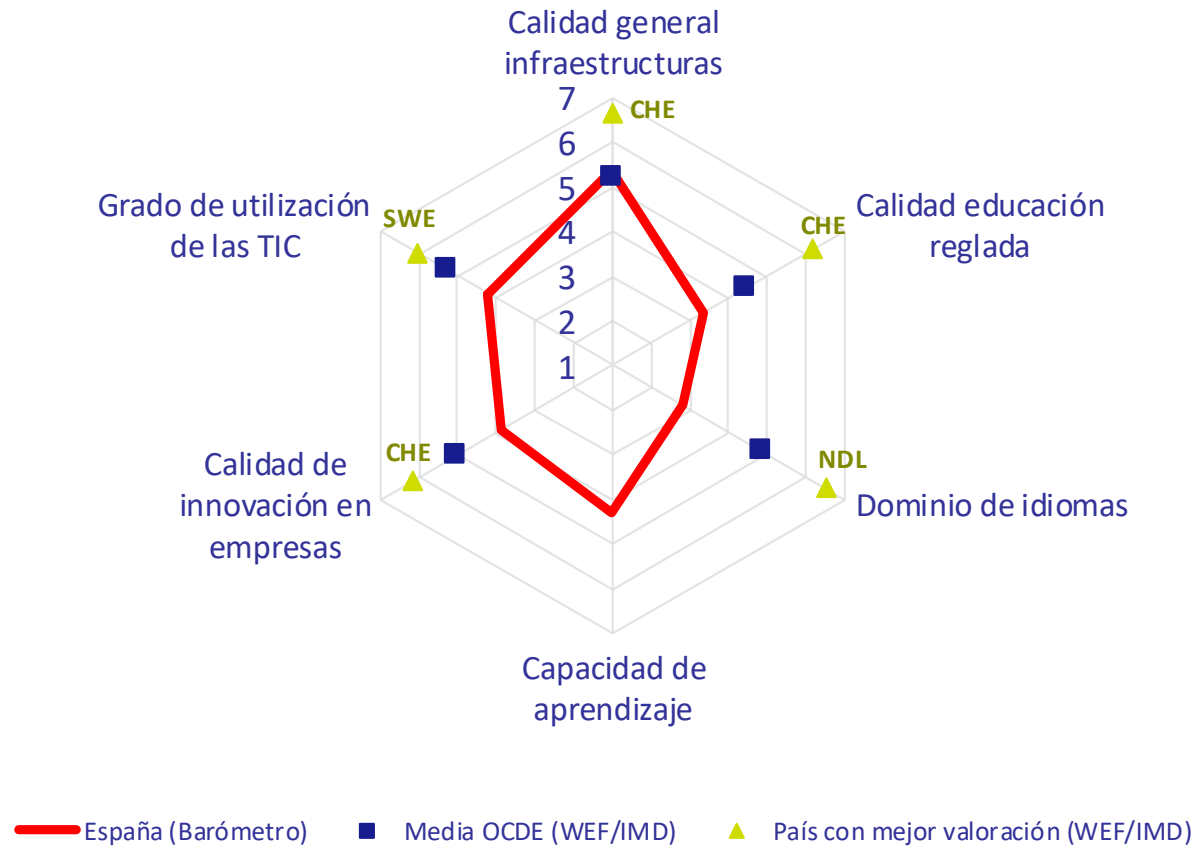 Calidad general
infraestructuras
7
CHE
6
5
4
3
2
1
Grado de utilización
de las TIC
SWE
CHE
Calidad educación
reglada
Calidad de
innovación en
empresas
CHE
NDL
Dominio de idiomas
Capacidad de
aprendizaje
España (Barómetro)
Media OCDE (WEF/IMD)
País con mejor valoración (WEF/IMD)